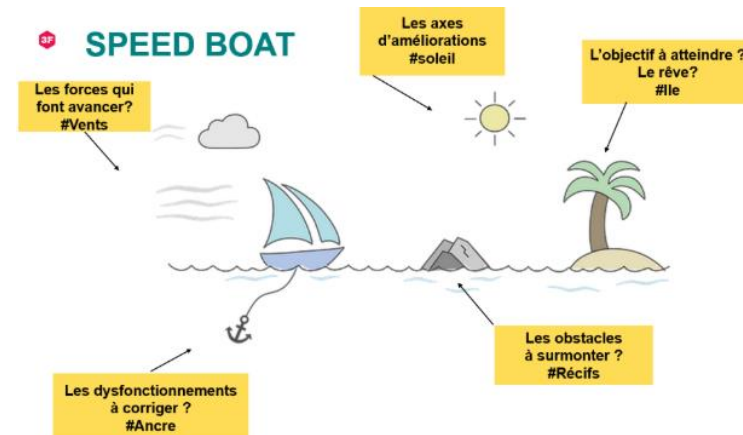 3F
SPEED BOAT
Les axes
d'améliorations
#soleil
L'objectif à atteindre ?
Le rêve?
#Ile
Les forces qui
font avancer?
#Vents
Les obstacles
à surmonter ?
#Récifs
Les dysfonctionnements
à corriger ?
#Ancre